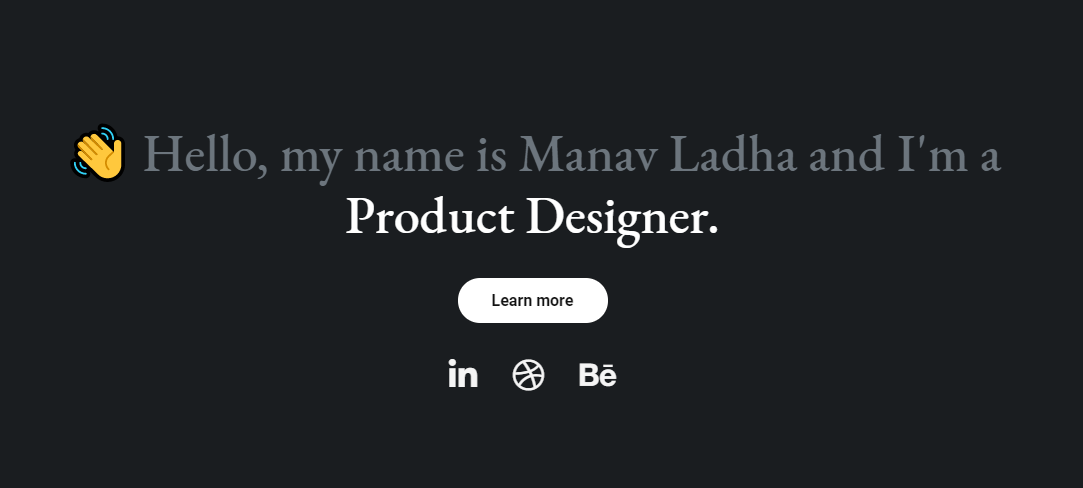 Hello, my name is Manav Ladha and I'm a
Product Designer.
Learn more
in
Bē